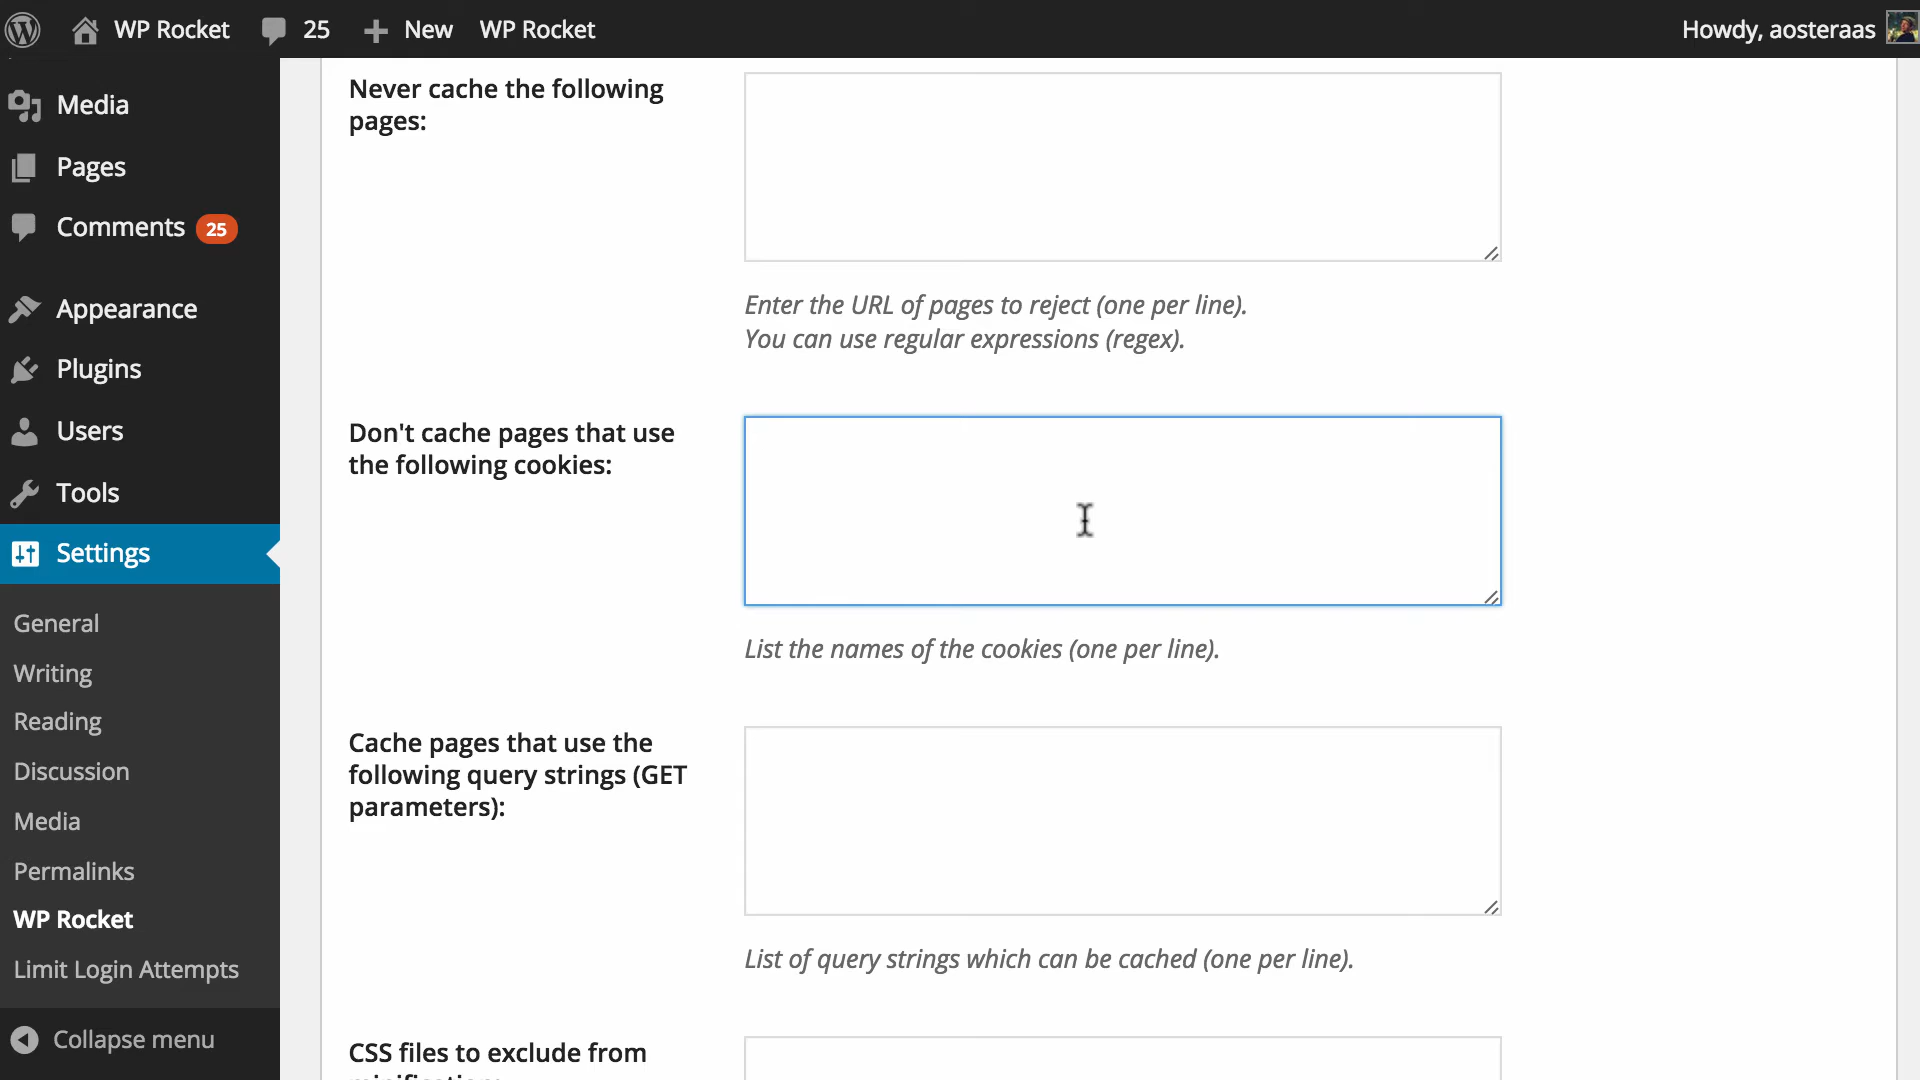 WP Rocket 25 New WP Rocket Howdy, aosteraas
Media
Pages
Comments 25
Appearance
Plugins
Users
Tools
Settings
General
Writing
Reading
Discussion
Media
Permalinks
WP Rocket
Limit Login Attempts
Collapse menu
Never cache the following
pages:
Enter the URL of pages to reject (one per line).
You can use regular expressions (regex).
Don't cache pages that use
the following cookies:
List the names of the cookies (one per line).
Cache pages that use the
following query strings (GET
parameters):
List of query strings which can be cached (one per line).
CSS files to exclude from